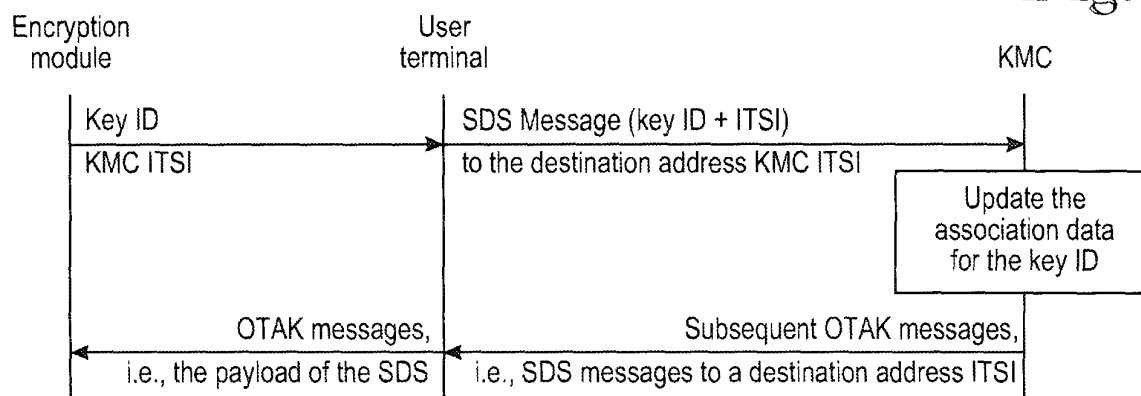 Encryption
module
User
terminal
KMC
Key ID
KMC ITSI
SDS Message (key ID + ITSI)
to the destination address KMC ITSI
Update the
association data
for the key ID
OTAK messages,
i.e., the payload of the SDS
Subsequent OTAK messages,
i.e., SDS messages to a destination address ITSI